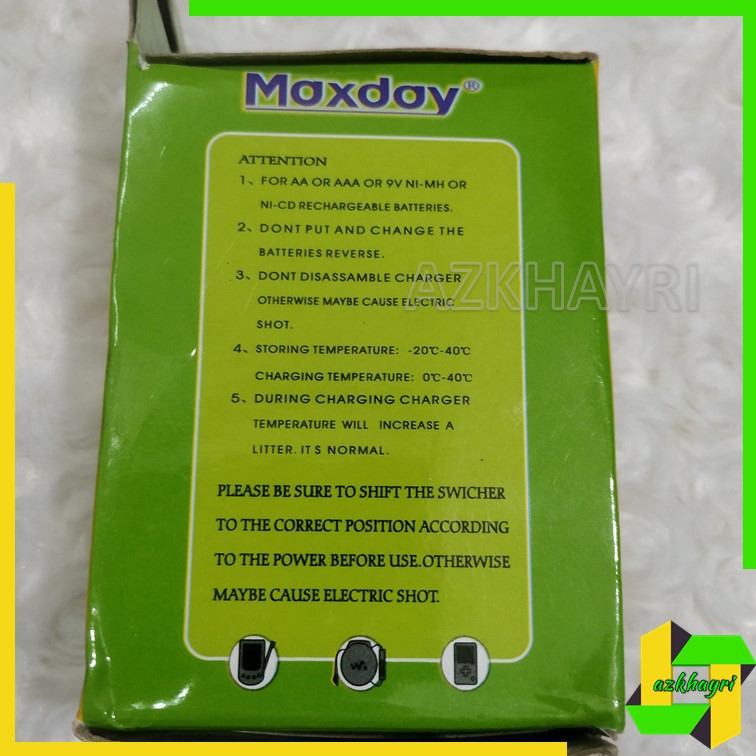 Maxday®
ATTENTION
1、FOR AA OR AAA OR 9V NI-MH OR
NI-CD RECHARGEABLE BATTERIES.
2、DONT PUT AND CHANGE THE
BATTERIES REVERSE.
3、DONT DISASSAMBLE CHARGER
OTHERWISE MAYBE CAUSE ELECTRIC
SHOT.
4、STORING TEMPERATURE: -20℃-40℃
CHARGING TEMPERATURE: 0℃-40℃
5、DURING CHARGING CHARGER
TEMPERATURE WILL INCREASE A
LITTER. IT S NORMAL.
PLEASE BE SURE TO SHIFT THE SWICHER
TO THE CORRECT POSITION ACCORDING
TO THE POWER BEFORE USE.OTHERWISE
MAYBE CAUSE ELECTRIC SHOT.
AZKHAYRI
azkhayri